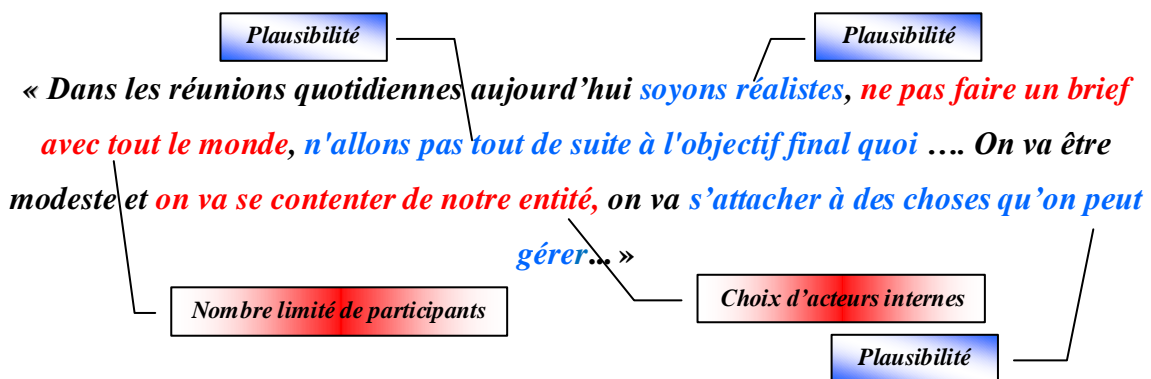 Plausibilité
Plausibilité
« Dans les réunions quotidiennes aujourd’hui soyons réalistes, ne pas faire un brief
avec tout le monde, n'allons pas tout de suite à l'objectif final quoi …. On va être
modeste et on va se contenter de notre entité, on va s’attacher à des choses qu’on peut
gérer... »
Nombre limité de participants
Choix d’acteurs internes
Plausibilité